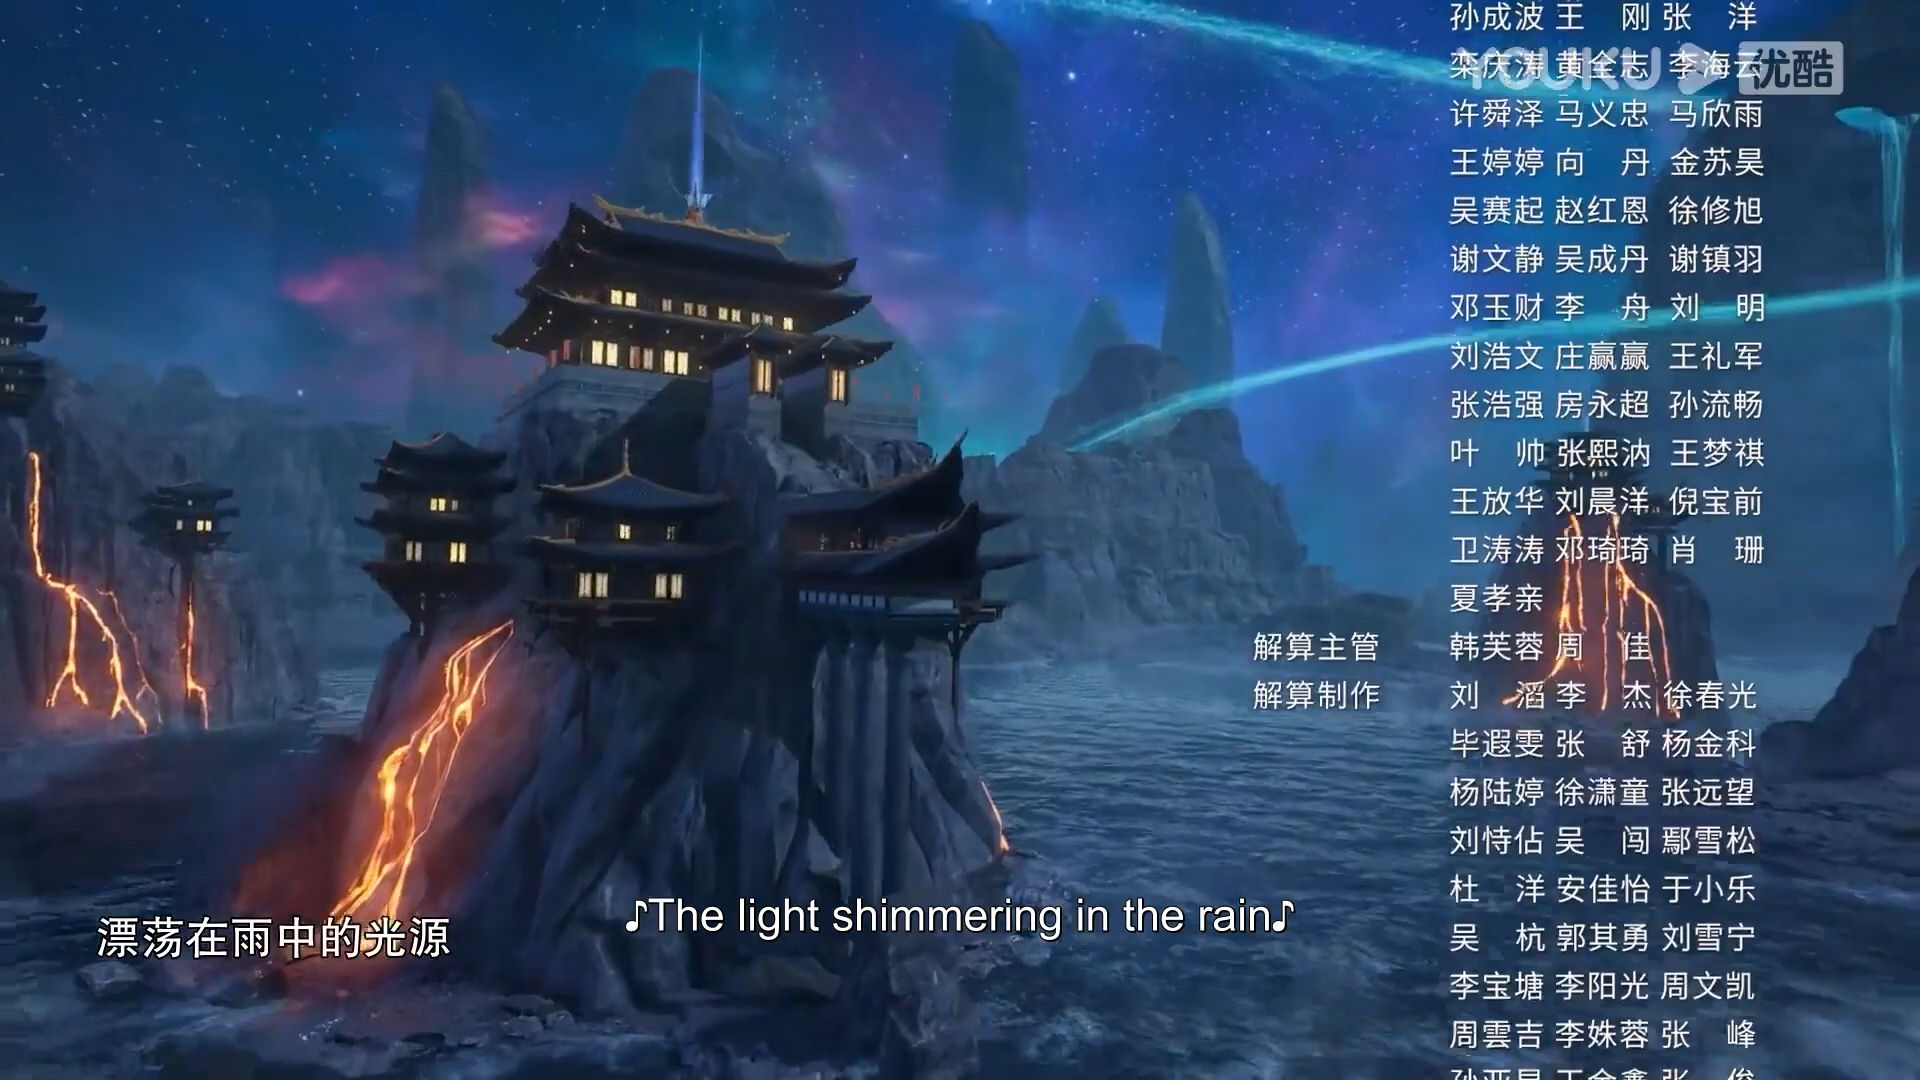 孙成波 王 刚 张 洋
YOUKU 优酷
栾庆涛 黄全志 李海云
许舜泽 马义忠 马欣雨
王婷婷 向 丹 金苏昊
吴赛起 赵红恩 徐修旭
谢文静 吴成丹 谢镇羽
邓玉财 李 舟 刘 明
刘浩文 庄赢赢 王礼军
张浩强 房永超 孙流畅
叶 帅 张熙汭 王梦祺
王放华 刘晨洋 倪宝前
卫涛涛 邓琦琦 肖 珊
夏孝亲
解算主管 韩芙蓉 周 佳
解算制作 刘 滔 李 杰 徐春光
毕遐雯 张 舒 杨金科
杨陆婷 徐潇童 张远望
刘恃佔 吴 闯 鄢雪松
杜 洋 安佳怡 于小乐
吴 杭 郭其勇 刘雪宁
李宝塘 李阳光 周文凯
周雲吉 李姝蓉 张 峰
漂荡在雨中的光源
♪The light shimmering in the rain♪